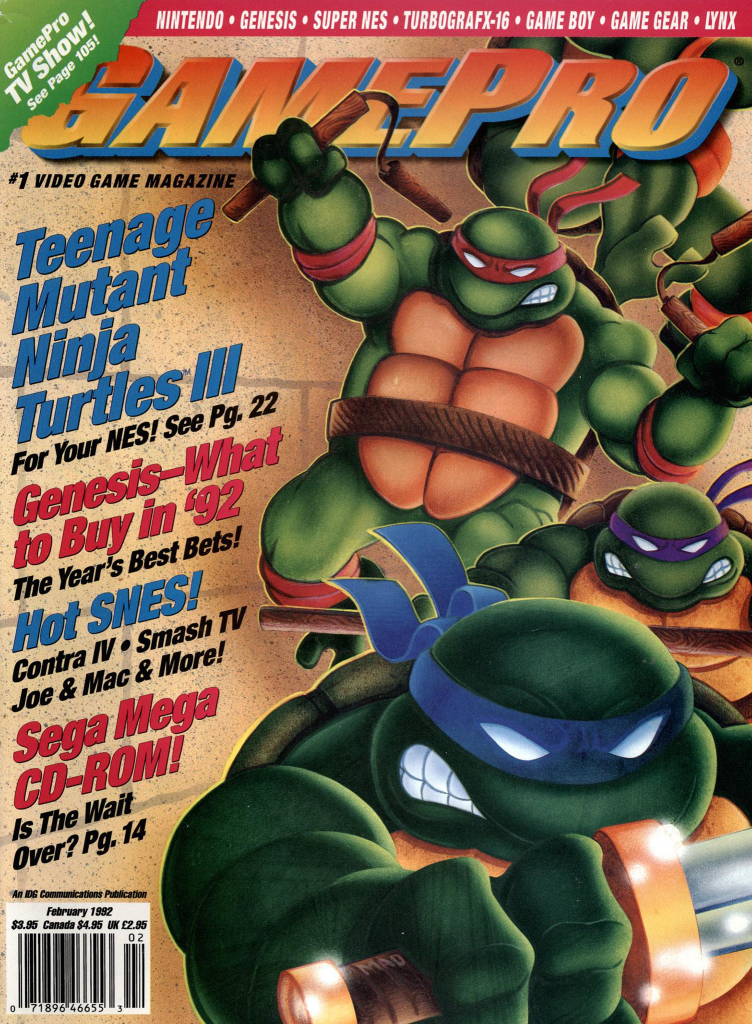 GamePro
TV Show!
See Page 105!
NINTENDO • GENESIS • SUPER NES • TURBOGRAFX-16 • GAME BOY • GAME GEAR • LYNX
GAMEPRO®
#1 VIDEO GAME MAGAZINE
Teenage
Mutant
Ninja
Turtles™ III
For Your NES! See Pg. 22
Genesis–What
to Buy in ‘92
The Year's Best Bets!
Hot SNES!
Contra IV • Smash TV
Joe & Mac & More!
Sega Mega
CD-ROM!
Is The Wait
Over? Pg. 14
An IDG Communications Publication
February 1992
$3.95 Canada $4.95 UK £2.95
02
0 71896 46655 3